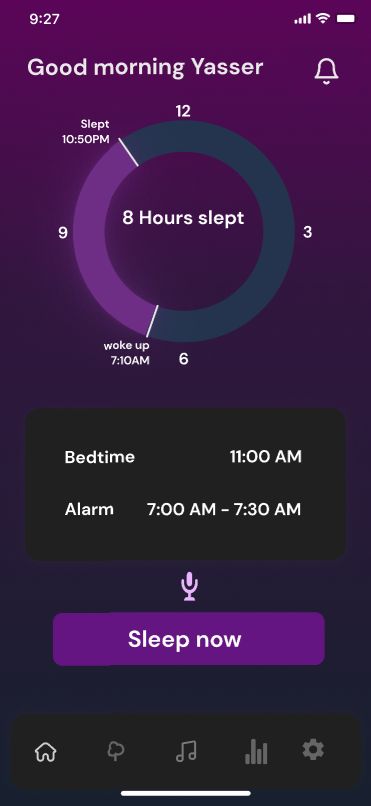 9:27
Good morning Yasser
12
Slept
10:50PM
8 Hours slept
9
3
woke up
7:10AM
6
Bedtime 11:00 AM
Alarm 7:00 AM - 7:30 AM
Sleep now